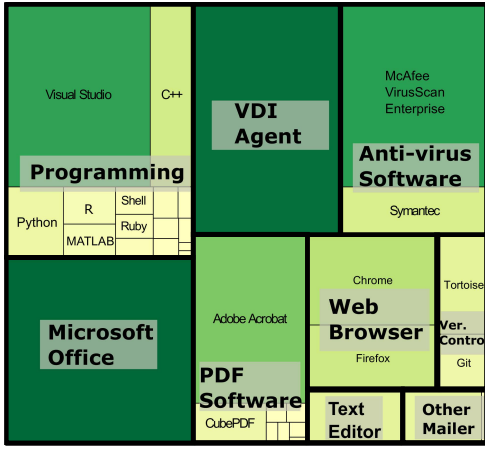 Visual Studio
C++
Programming
Python
R
MATLAB
Shell
Ruby
VDI
Agent
McAfee
VirusScan
Enterprise
Anti-virus
Software
Symantec
Microsoft
Office
Adobe Acrobat
PDF
Software
CubePDF
Chrome
Web
Browser
Firefox
Tortoise
Ver.
Contro
Git
Text
Editor
Other
Mailer